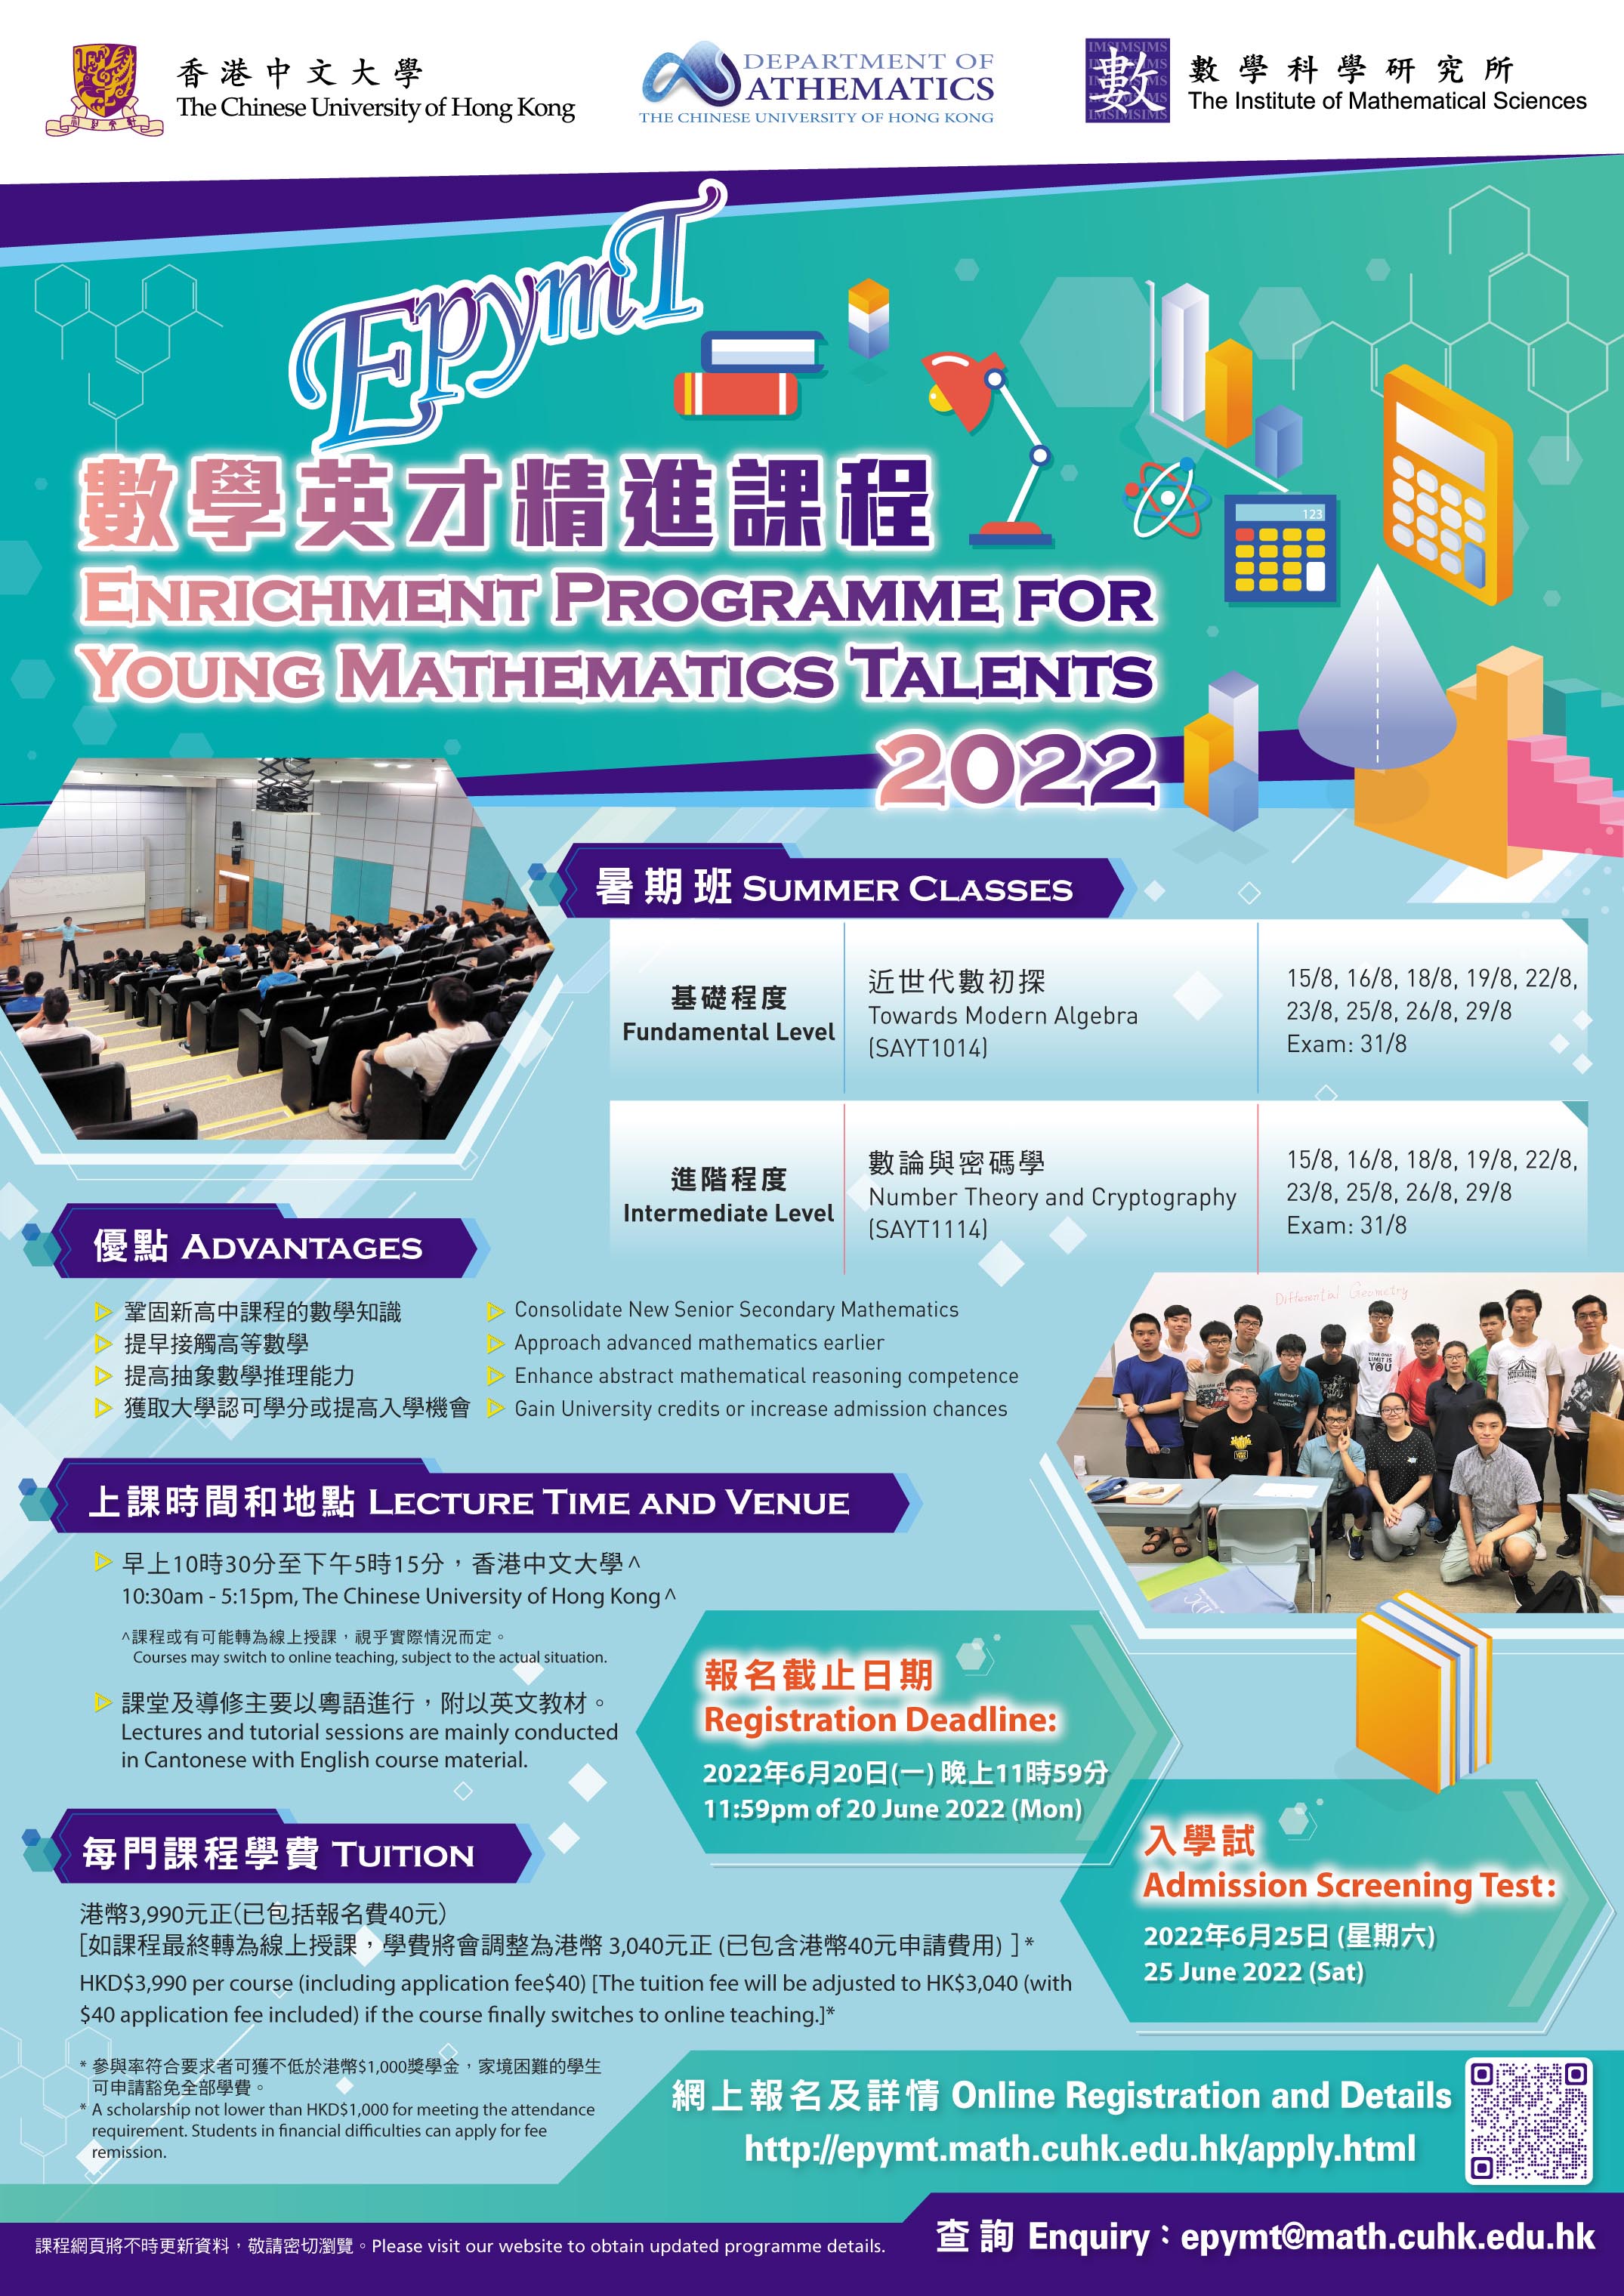 香港中文大學
The Chinese University of Hong Kong
DEPARTMENT OF
ATHEMATICS
THE CHINESE UNIVERSITY OF HONG KONG
數
數學科學研究所
The Institute of Mathematical Sciences
EpymT
123
數學英才精進課程
ENRICHMENT PROGRAMME FOR
YOUNG MATHEMATICS TALENTS
2022
暑期班 SUMMER CLASSES
基礎程度
Fundamental Level
近世代數初探
Towards Modern Algebra
(SAYT1014)
15/8, 16/8, 18/8, 19/8, 22/8,
23/8, 25/8, 26/8, 29/8
Exam: 31/8
進階程度
Intermediate Level
數論與密碼學
Number Theory and Cryptography
(SAYT1114)
15/8, 16/8, 18/8, 19/8, 22/8,
23/8, 25/8, 26/8, 29/8
Exam: 31/8
優點 ADVANTAGES
鞏固新高中課程的數學知識
提早接觸高等數學
提高抽象數學推理能力
獲取大學認可學分或提高入學機會
Consolidate New Senior Secondary Mathematics
Approach advanced mathematics earlier
Enhance abstract mathematical reasoning competence
Gain University credits or increase admission chances
Differential Geometry
上課時間和地點 LECTURE TIME AND VENUE
早上10時30分至下午5時15分，香港中文大學^
10:30am - 5:15pm, The Chinese University of Hong Kong^
^課程或有可能轉為線上授課，視乎實際情況而定。
Courses may switch to online teaching, subject to the actual situation.
課堂及導修主要以粵語進行，附以英文教材。
Lectures and tutorial sessions are mainly conducted
in Cantonese with English course material.
報名截止日期
Registration Deadline:
2022年6月20日(一) 晚上11時59分
11:59pm of 20 June 2022 (Mon)
入學試
Admission Screening Test:
2022年6月25日 (星期六)
25 June 2022 (Sat)
每門課程學費 TUITION
港幣3,990元正(已包括報名費40元)
[如課程最終轉為線上授課，學費將會調整為港幣 3,040元正 (已包含港幣40元申請費用) ]*
HKD$3,990 per course (including application fee$40) [The tuition fee will be adjusted to HK$3,040 (with
$40 application fee included) if the course finally switches to online teaching.]*
* 參與率符合要求者可獲不低於港幣$1,000獎學金，家境困難的學生
可申請豁免全部學費。
* A scholarship not lower than HKD$1,000 for meeting the attendance
requirement. Students in financial difficulties can apply for fee
remission.
網上報名及詳情 Online Registration and Details
http://epymt.math.cuhk.edu.hk/apply.html
課程網頁將不時更新資料，敬請密切瀏覽。Please visit our website to obtain updated programme details.
查詢 Enquiry：epymt@math.cuhk.edu.hk